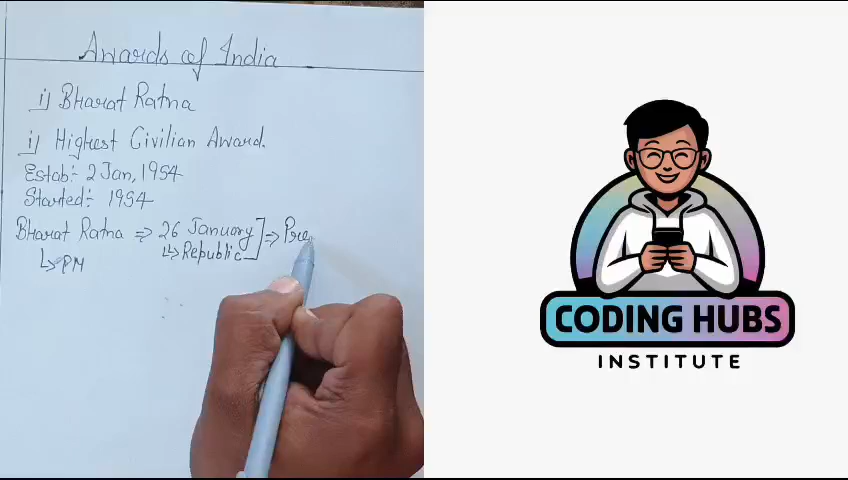 Awards of India
i) Bharat Ratna
i) Highest Civilian Award.
Estab:- 2 Jan, 1954
Started:- 1954
Bharat Ratna => 26 January ] => Pre
↳ PM ↳ Republic
CODING HUBS
INSTITUTE